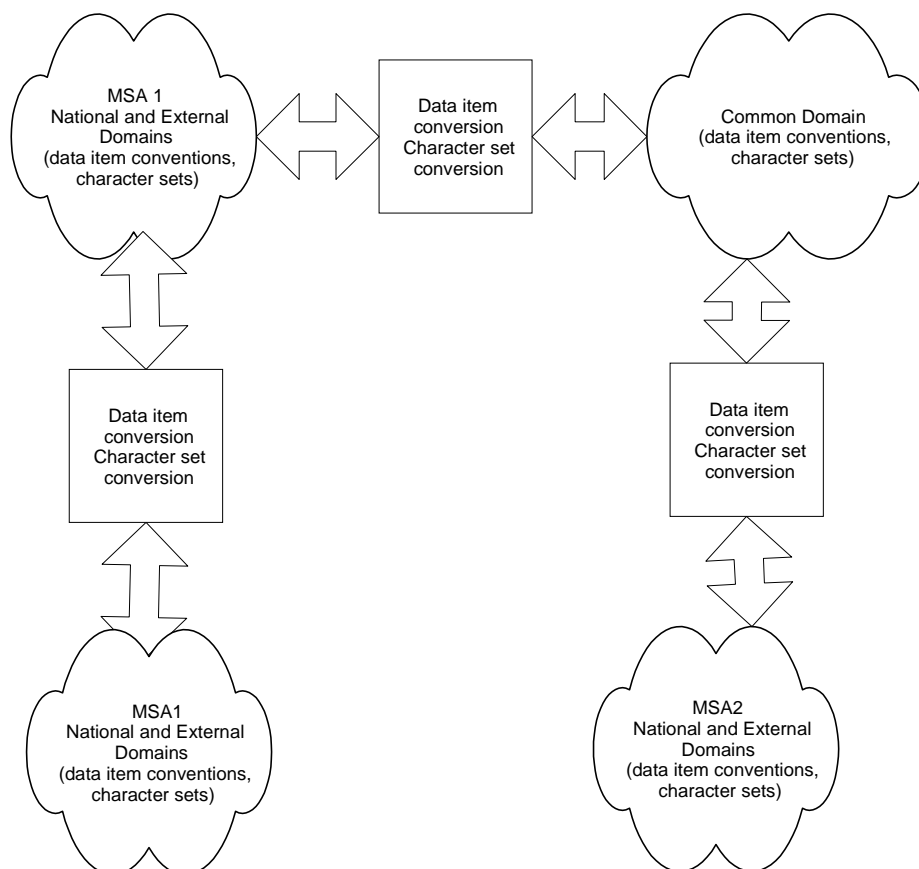 MSA 1
National and External
Domains
(data item conventions,
character sets)
Data item
conversion
Character set
conversion
Common Domain
(data item conventions,
character sets)
Data item
conversion
Character set
conversion
Data item
conversion
Character set
conversion
MSA1
National and External
Domains
(data item conventions,
character sets)
MSA2
National and External
Domains
(data item conventions,
character sets)